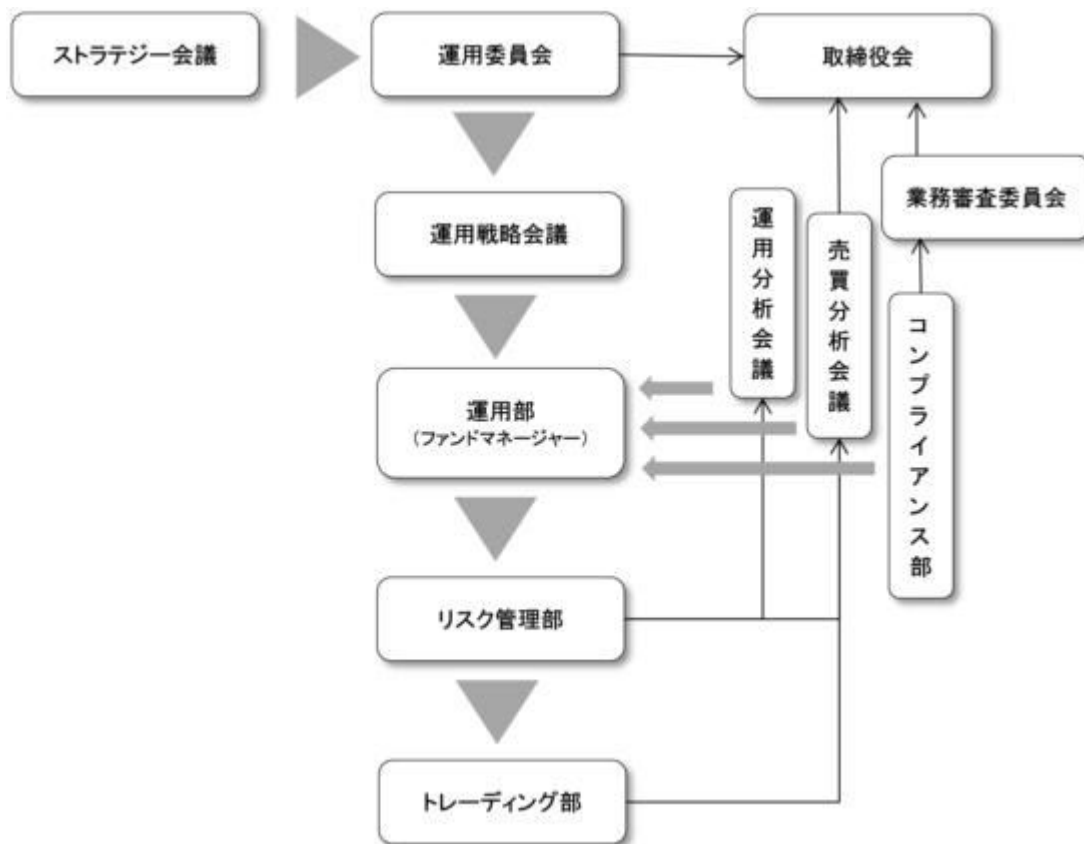 ストラテジー会議
運用委員会
取締役会
運用戦略会議
運用分析会議
売買分析会議
業務審査委員会
コンプライアンス部
運用部
（ファンドマネージャー）
リスク管理部
トレーディング部